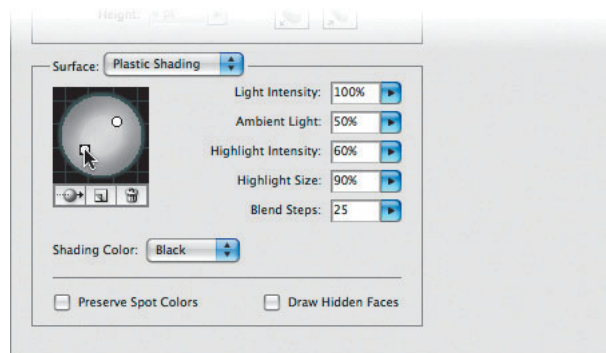 Height:
Surface: Plastic Shading
Light Intensity: 100%
Ambient Light: 50%
Highlight Intensity: 60%
Highlight Size: 90%
Blend Steps: 25
Shading Color: Black
Preserve Spot Colors
Draw Hidden Faces